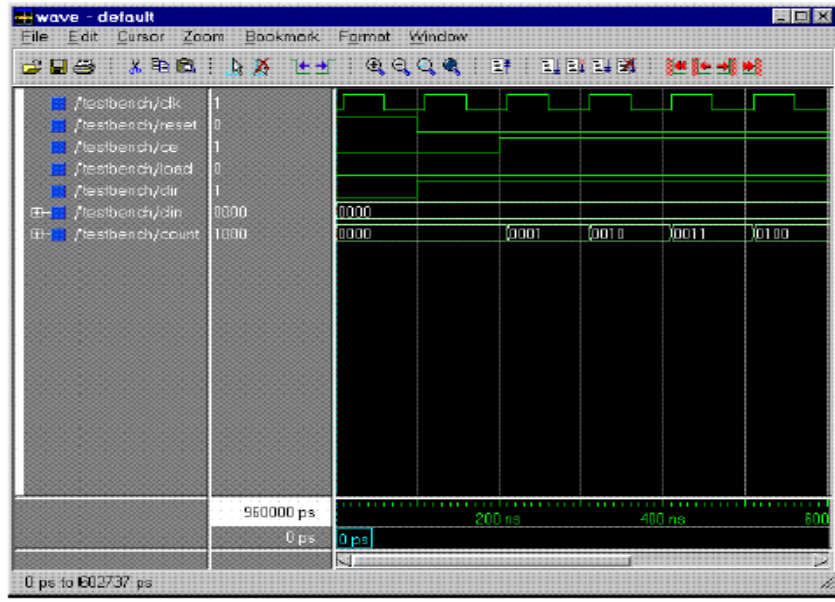 wave - default
File Edit Cursor Zoom Bookmark Format Window
/testbench/clk 1
/testbench/reset 0
/testbench/ce 1
/testbench/load 0
/testbench/dir 1
/testbench/din 0000 0000
/testbench/count 1000 0000 0001 0010 0011 0100
960000 ps 200 ns 400 ns 600
0 ps 0 ps
0 ps to 602737 ps